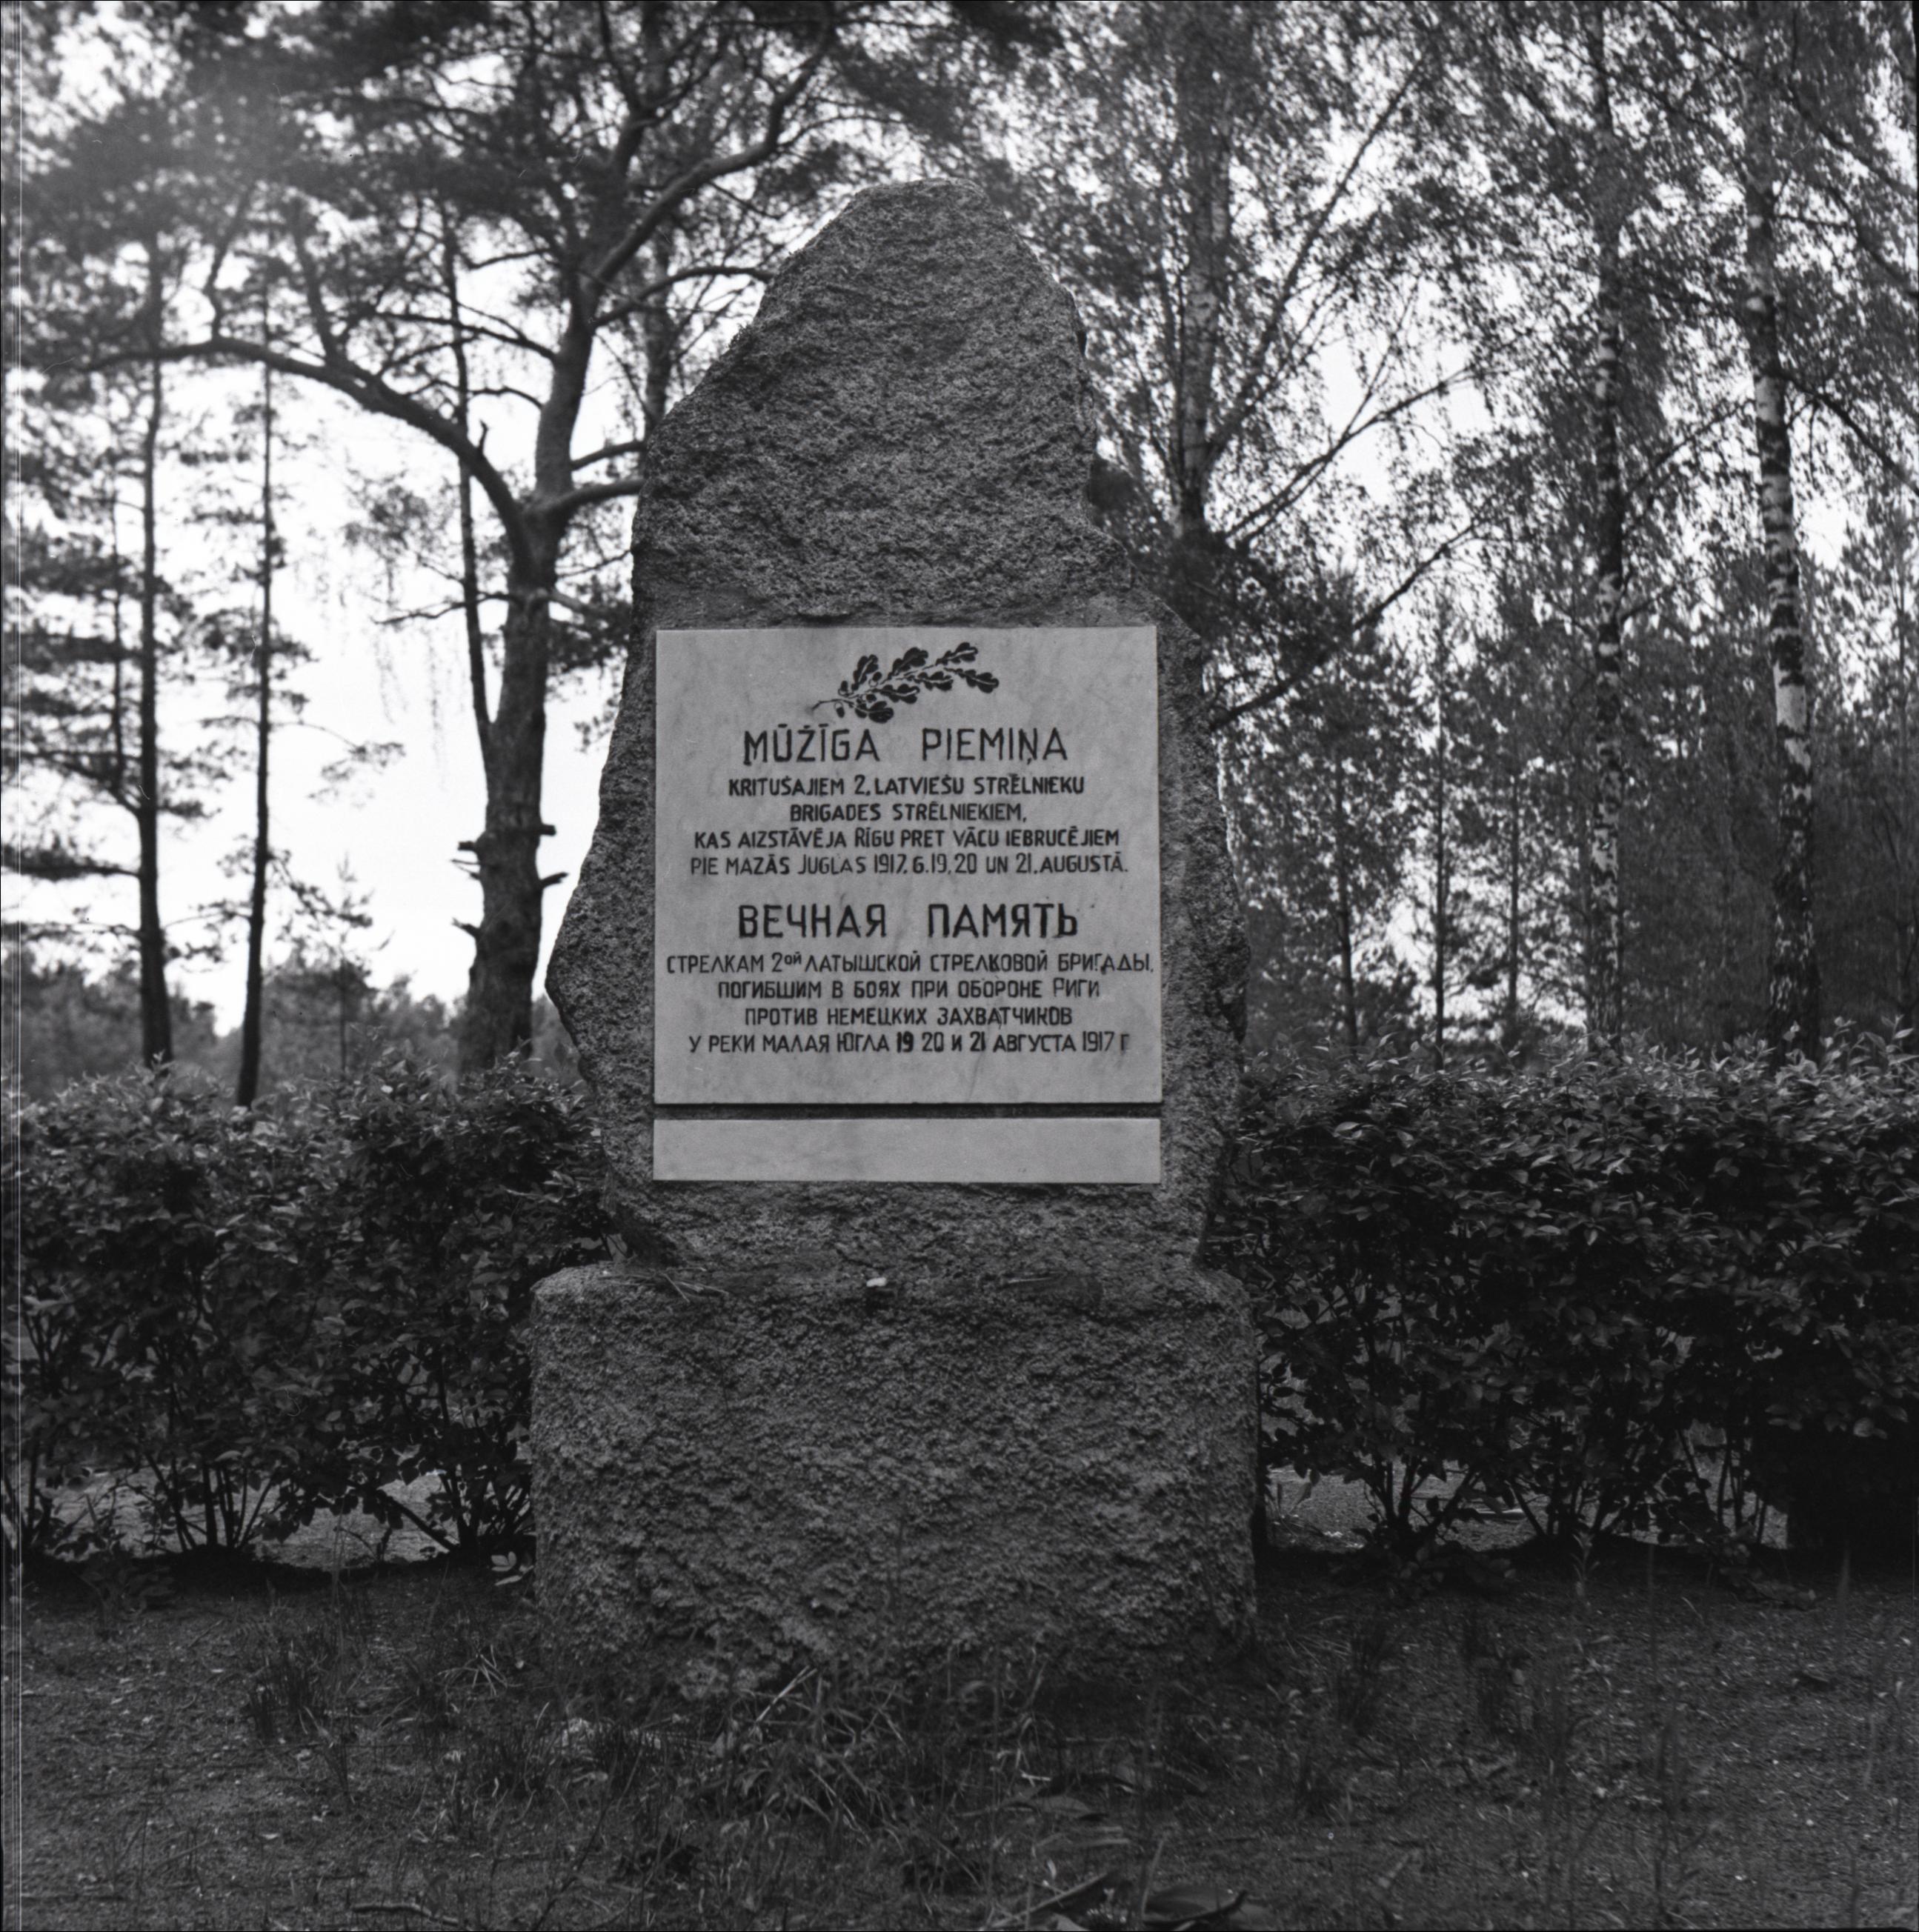 MŪŽĪGA PIEMIŅA
KRITUŠAJIEM 2. LATVIEŠU STRĒLNIEKU
BRIGADES STRĒLNIEKIEM,
KAS AIZSTĀVĒJA RĪGU PRET VĀCU IEBRUCĒJIEM
PIE MAZĀS JUGLAS 1917. G. 19. 20 UN 21. AUGUSTĀ.
ВЕЧНАЯ ПАМЯТЬ
СТРЕЛКАМ 2ой ЛАТЫШСКОЙ СТРЕЛКОВОЙ БРИГАДЫ,
ПОГИБШИМ В БОЯХ ПРИ ОБОРОНЕ РИГИ
ПРОТИВ НЕМЕЦКИХ ЗАХВАТЧИКОВ
У РЕКИ МАЛАЯ ЮГЛА 19 20 И 21 АВГУСТА 1917 Г